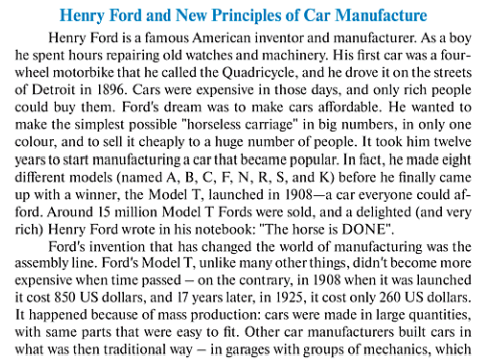 Henry Ford and New Principles of Car Manufacture
Henry Ford is a famous American inventor and manufacturer. As a boy
he spent hours repairing old watches and machinery. His first car was a four-
wheel motorbike that he called the Quadricycle, and he drove it on the streets
of Detroit in 1896. Cars were expensive in those days, and only rich people
could buy them. Ford's dream was to make cars affordable. He wanted to
make the simplest possible "horseless carriage" in big numbers, in only one
colour, and to sell it cheaply to a huge number of people. It took him twelve
years to start manufacturing a car that became popular. In fact, he made eight
different models (named A, B, C, F, N, R, S, and K) before he finally came
up with a winner, the Model T, launched in 1908—a car everyone could af-
ford. Around 15 million Model T Fords were sold, and a delighted (and very
rich) Henry Ford wrote in his notebook: "The horse is DONE".
Ford's invention that has changed the world of manufacturing was the
assembly line. Ford's Model T, unlike many other things, didn't become more
expensive when time passed – on the contrary, in 1908 when it was launched
it cost 850 US dollars, and 17 years later, in 1925, it cost only 260 US dollars.
It happened because of mass production: cars were made in large quantities,
with same parts that were easy to fit. Other car manufacturers built cars in
what was then traditional way – in garages with groups of mechanics, which